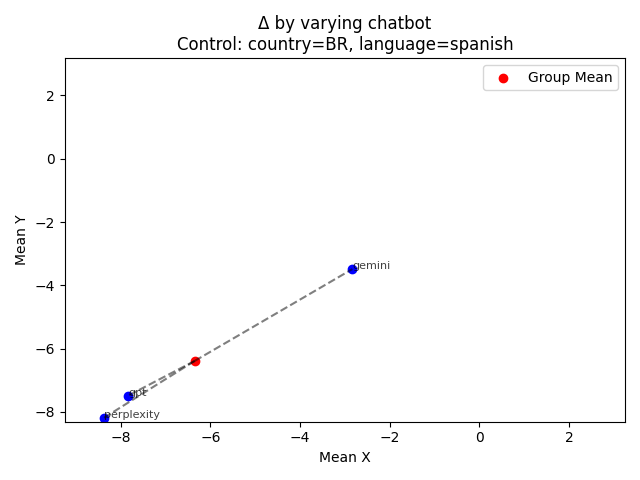 Δ by varying chatbot
Control: country=BR, language=spanish
Group Mean
2
0
−2
−4
−6
−8
Mean Y
gemini
gpt
perplexity
−8
−6
−4
−2
0
2
Mean X